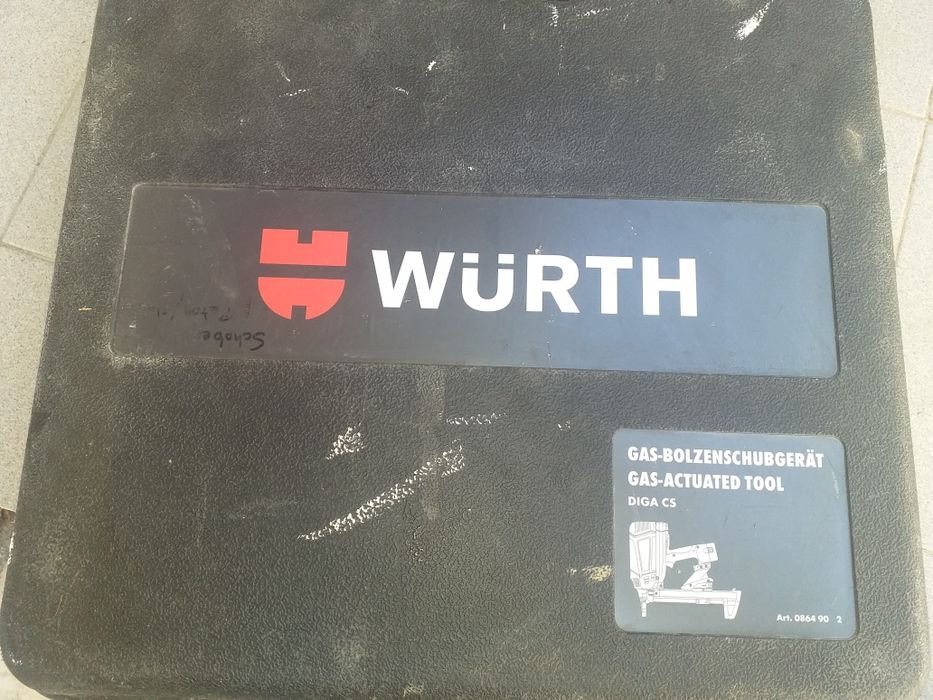 WÜRTH
Schober
GAS-BOLZENSCHUBGERÄT
GAS-ACTUATED TOOL
DIGA CS
Art. 0864 90 2